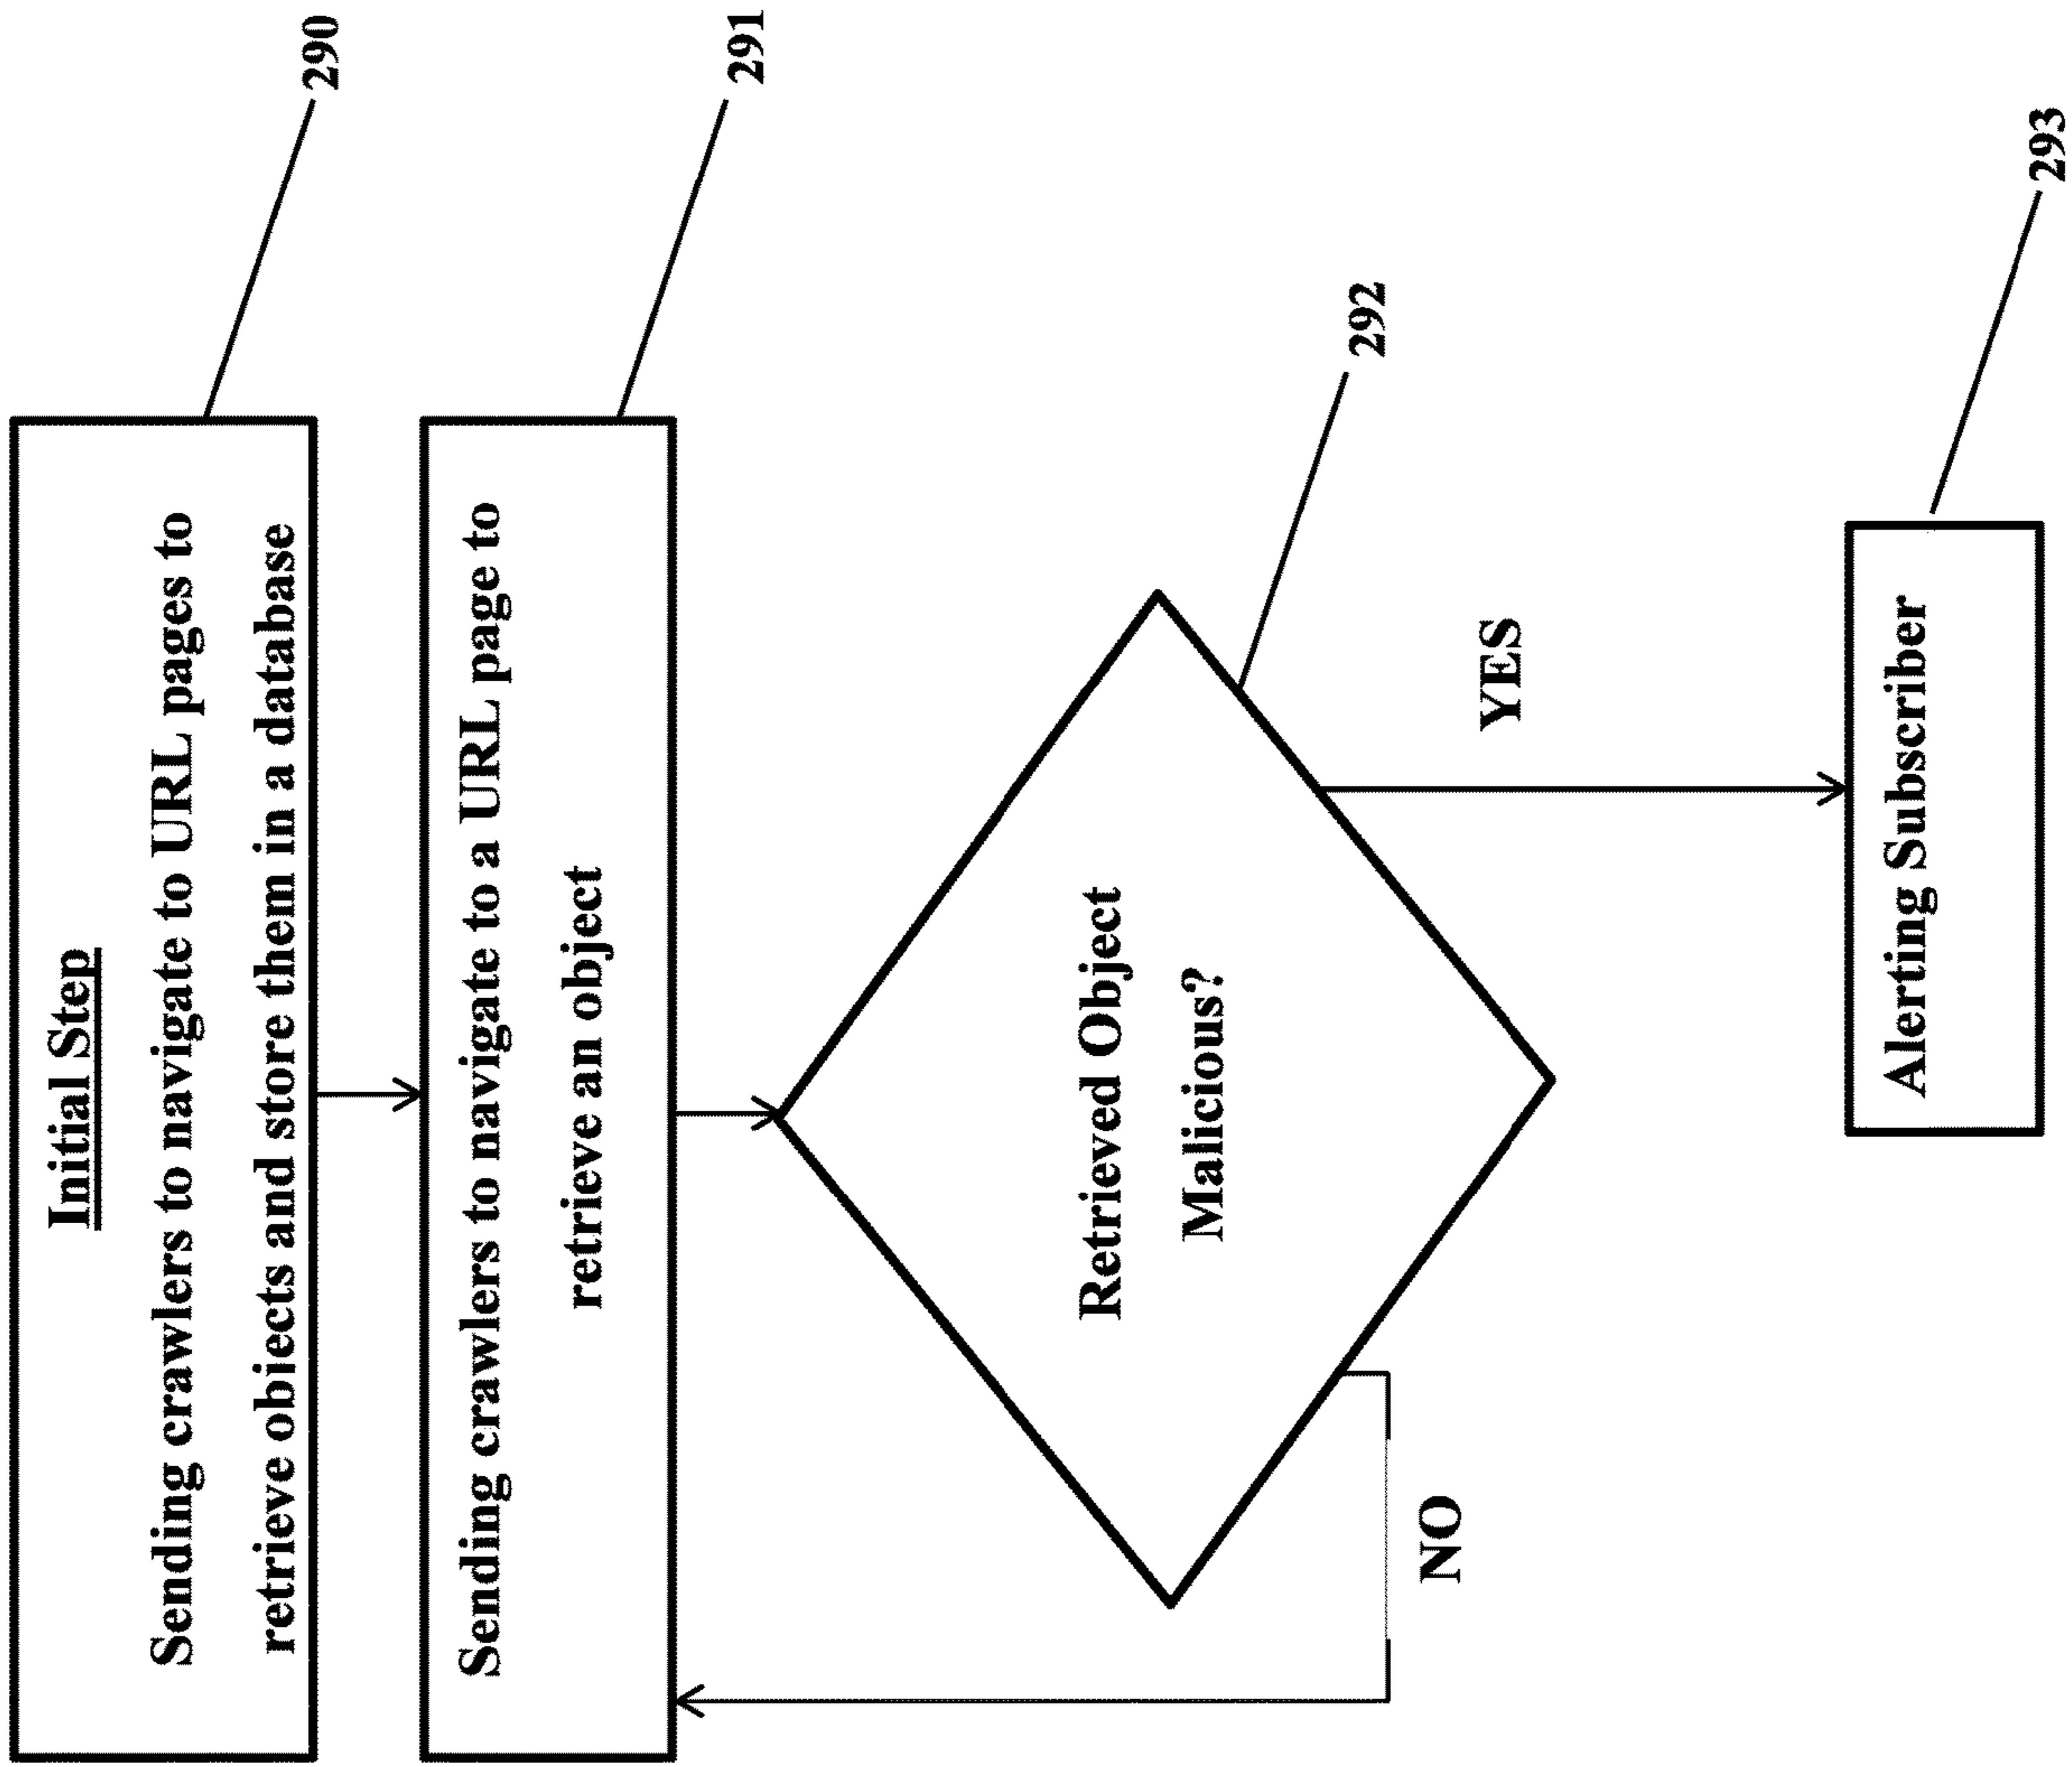 Initial Step
Sending crawlers to navigate to URL pages to
retrieve objects and store them in a database
290
Sending crawlers to navigate to a URL page to
retrieve an object
291
Retrieved Object
Malicious?
292
YES
NO
Alerting Subscriber
293